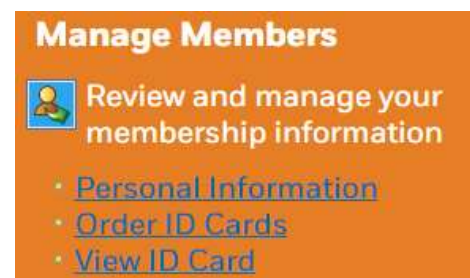 Manage Members
Review and manage your
membership information
· Personal Information
· Order ID Cards
· View ID Card